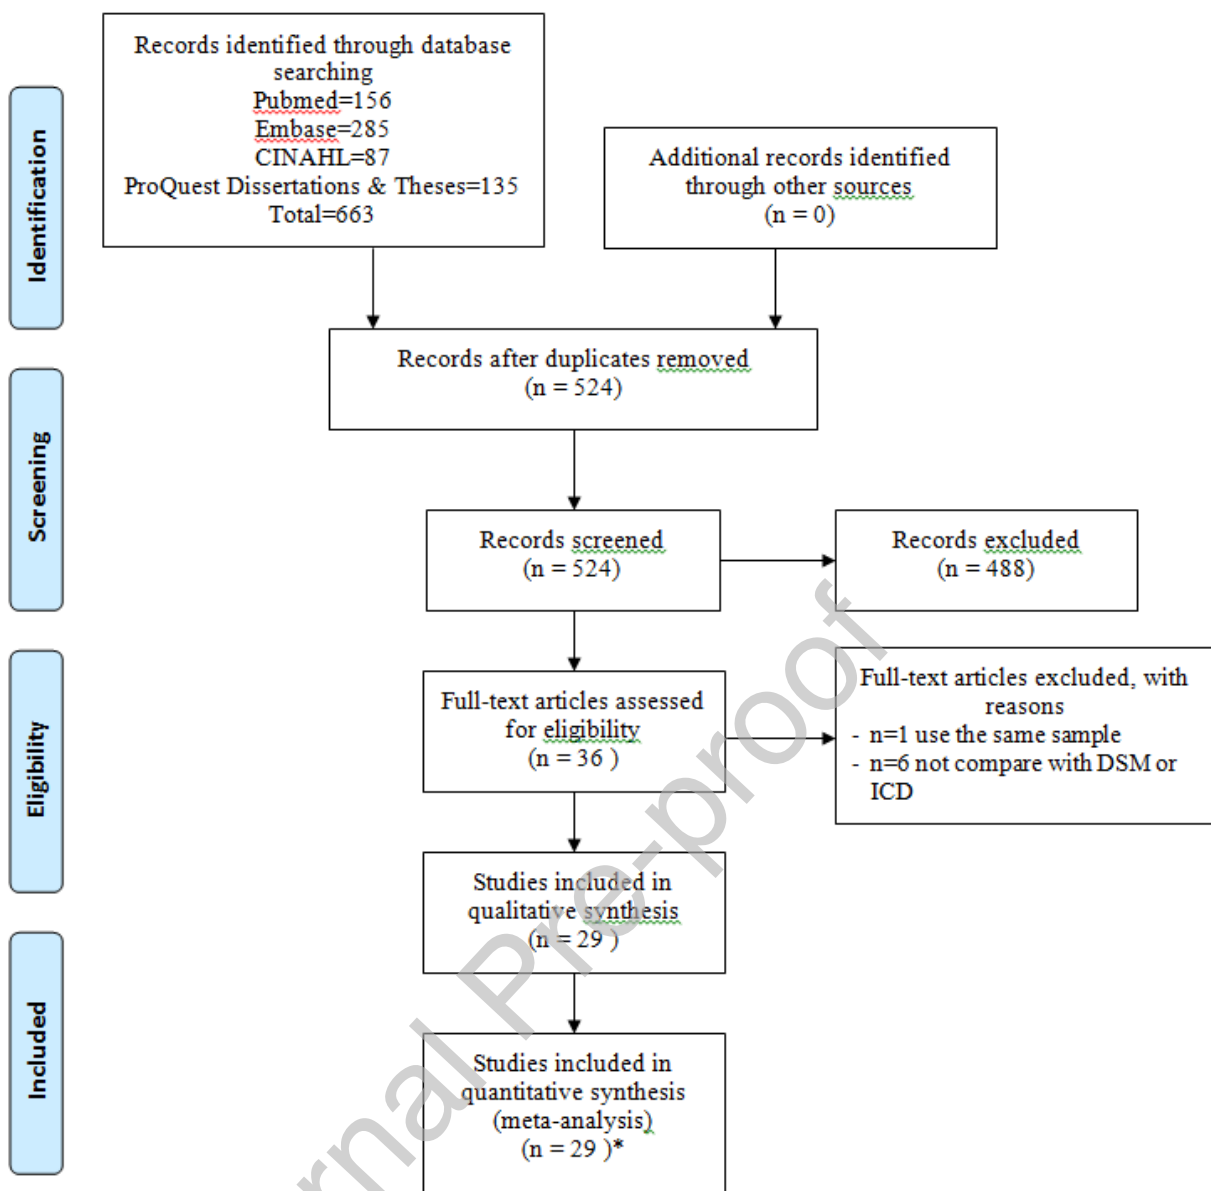 Identification
Records identified through database
searching
Pubmed=156
Embase=285
CINAHL=87
ProQuest Dissertations & Theses=135
Total=663
Additional records identified
through other sources
(n = 0)
Records after duplicates removed
(n = 524)
Screening
Records screened
(n = 524)
Records excluded
(n = 488)
Eligibility
Full-text articles assessed
for eligibility
(n = 36 )
Full-text articles excluded, with
reasons
- n=1 use the same sample
- n=6 not compare with DSM or
ICD
Studies included in
qualitative synthesis
(n = 29 )
Included
Studies included in
quantitative synthesis
(meta-analysis)
(n = 29 )*
rnal Pre-proof